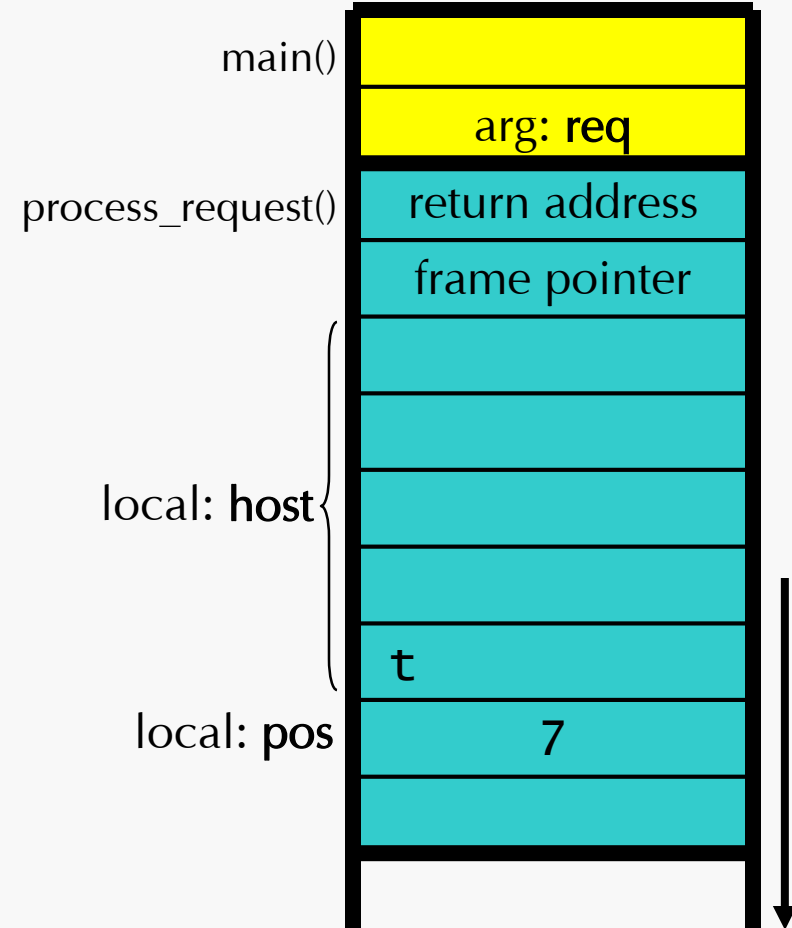 main()
arg: req
process_request() return address
frame pointer
local: host
t
local: pos 7